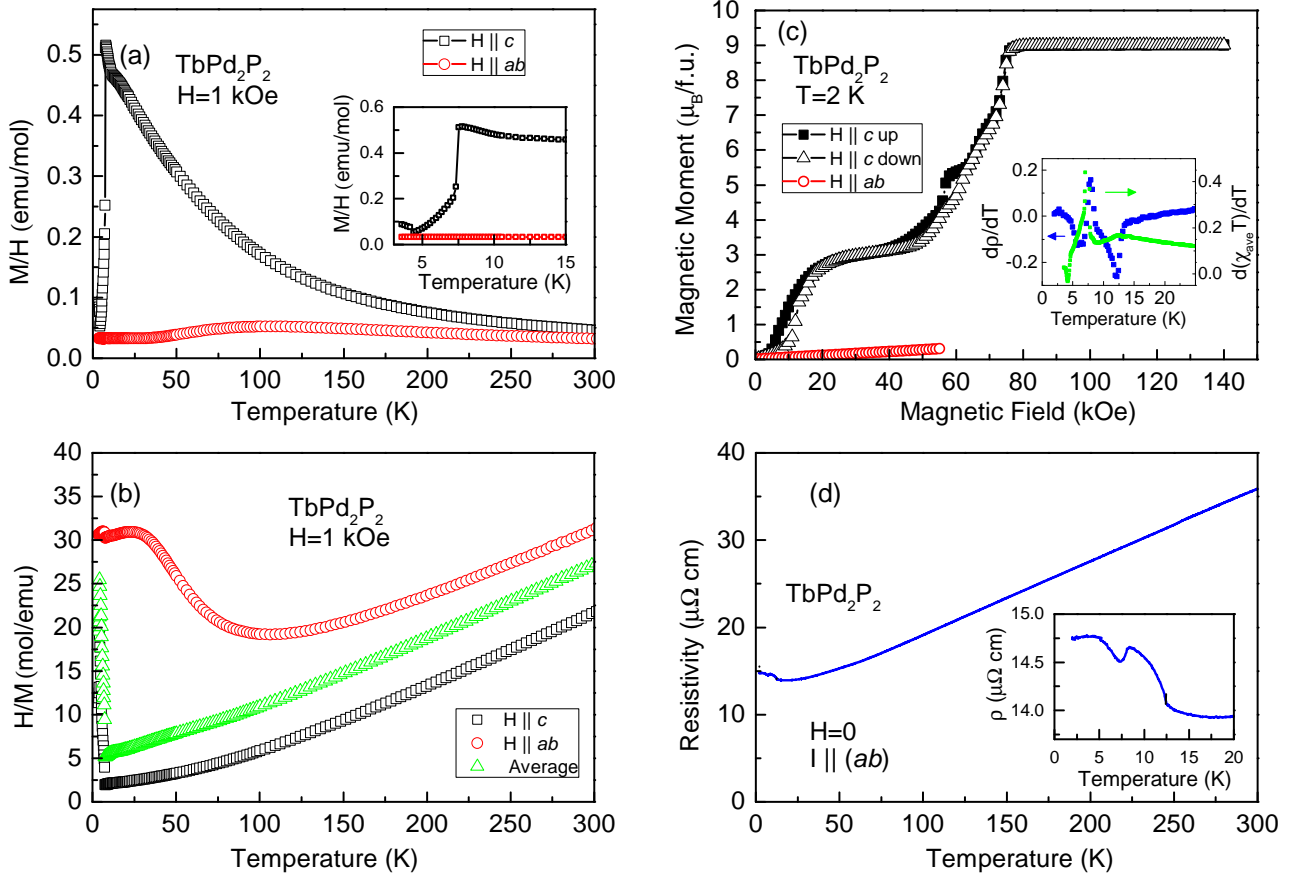 (a)
TbPd2P2
H=1 kOe
H || c
H || ab
M/H (emu/mol)
0.5
0.4
0.3
0.2
0.1
0.0
0 50 100 150 200 250 300
Temperature (K)
M/H (emu/mol)
0.6
0.4
0.2
0.0
5 10 15
Temperature (K)
(c)
TbPd2P2
T=2 K
H || c up
H || c down
H || ab
Magnetic Moment (μB/f.u.)
10
9
8
7
6
5
4
3
2
1
0
0 20 40 60 80 100 120 140
Magnetic Field (kOe)
dρ/dT
0.2
0.0
-0.2
d(χave T)/dT
0.4
0.2
0.0
0 5 10 15 20
Temperature (K)
(b)
TbPd2P2
H=1 kOe
H || c
H || ab
Average
H/M (mol/emu)
40
35
30
25
20
15
10
5
0
0 50 100 150 200 250 300
Temperature (K)
(d)
TbPd2P2
H=0
I || (ab)
Resistivity (μΩ cm)
40
30
20
10
0
0 50 100 150 200 250 300
Temperature (K)
ρ (μΩ cm)
15.0
14.5
14.0
0 5 10 15 20
Temperature (K)